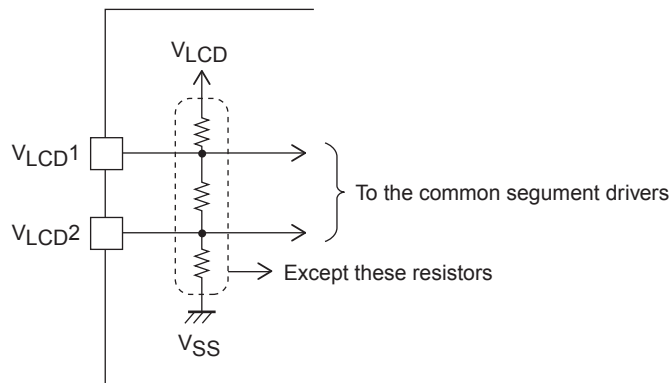 VLCD
VLCD1
VLCD2
To the common segument drivers
Except these resistors
VSS